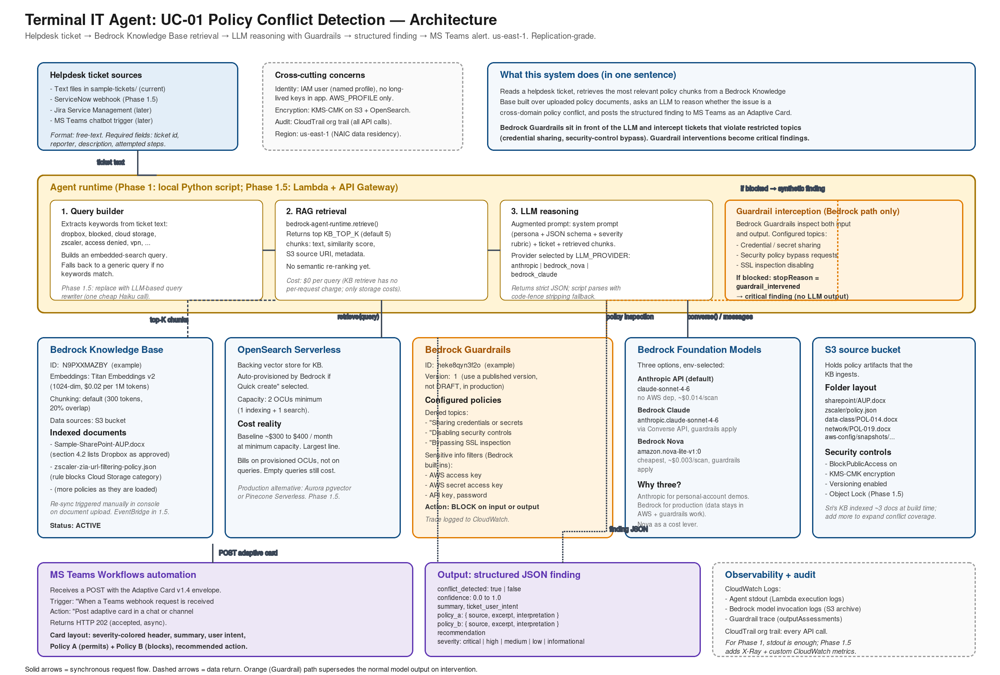 Terminal IT Agent: UC-01 Policy Conflict Detection — Architecture
Helpdesk ticket → Bedrock Knowledge Base retrieval → LLM reasoning with Guardrails → structured finding → MS Teams alert. us-east-1. Replication-grade.
Helpdesk ticket sources
- Text files in sample-tickets/ (current)
- ServiceNow webhook (Phase 1.5)
- Jira Service Management (later)
- MS Teams chatbot trigger (later)
Format: free-text. Required fields: ticket id,
reporter, description, attempted steps.
Cross-cutting concerns
Identity: IAM user (named profile), no long-
lived keys in app. AWS_PROFILE only.
Encryption: KMS-CMK on S3 + OpenSearch.
Audit: CloudTrail org trail (all API calls).
Region: us-east-1 (NAIC data residency).
What this system does (in one sentence)
Reads a helpdesk ticket, retrieves the most relevant policy chunks from a Bedrock Knowledge
Base built over uploaded policy documents, asks an LLM to reason whether the issue is a
cross-domain policy conflict, and posts the structured finding to MS Teams as an Adaptive Card.
Bedrock Guardrails sit in front of the LLM and intercept tickets that violate restricted topics
(credential sharing, security-control bypass). Guardrail interventions become critical findings.
ticket text
Agent runtime (Phase 1: local Python script; Phase 1.5: Lambda + API Gateway)
if blocked → synthetic finding
1. Query builder
Extracts keywords from ticket text:
dropbox, blocked, cloud storage,
zscaler, access denied, vpn, ...
Builds an embedded-search query.
Falls back to a generic query if no
keywords match.
Phase 1.5: replace with LLM-based query
rewriter (one cheap Haiku call).
2. RAG retrieval
bedrock-agent-runtime.retrieve()
Returns top KB_TOP_K (default 5)
chunks: text, similarity score,
S3 source URI, metadata.
No semantic re-ranking yet.
Cost: $0 per query (KB retrieve has no
per-request charge; only storage costs).
3. LLM reasoning
Augmented prompt: system prompt
(persona + JSON schema + severity
rubric) + ticket + retrieved chunks.
Provider selected by LLM_PROVIDER:
anthropic | bedrock_nova |
bedrock_claude
Returns strict JSON; script parses with
code-fence stripping fallback.
Guardrail interception (Bedrock path only)
Bedrock Guardrails inspect both input
and output. Configured topics:
- Credential / secret sharing
- Security policy bypass requests
- SSL inspection disabling
If blocked: stopReason =
guardrail_intervened
→ critical finding (no LLM output)
top-K chunks
retrieve(query)
policy inspection
converse() / messages
Bedrock Knowledge Base
ID: N9PXXMAZBY (example)
Embeddings: Titan Embeddings v2
(1024-dim, $0.02 per 1M tokens)
Chunking: default (300 tokens,
20% overlap)
Data sources: S3 bucket
Indexed documents
- Sample-SharePoint-AUP.docx
(section 4.2 lists Dropbox as approved)
- zscaler-zia-url-filtering-policy.json
(rule blocks Cloud Storage category)
- (more policies as they are loaded)
Re-sync triggered manually in console
on document upload. EventBridge in 1.5.
Status: ACTIVE
OpenSearch Serverless
Backing vector store for KB.
Auto-provisioned by Bedrock if
Quick create" selected.
Capacity: 2 OCUs minimum
(1 indexing + 1 search).
Cost reality
Baseline ~$300 to $400 / month
at minimum capacity. Largest line.
Bills on provisioned OCUs, not on
queries. Empty queries still cost.
Production alternative: Aurora pgvector
or Pinecone Serverless. Phase 1.5.
Bedrock Guardrails
ID: heke8qyn3f2o (example)
Version: 1 (use a published version,
not DRAFT, in production)
Configured policies
Denied topics:
- "Sharing credentials or secrets
- "Disabling security controls
- "Bypassing SSL inspection
Sensitive info filters (Bedrock
built-ins):
- AWS access key
- AWS secret access key
- API key, password
Action: BLOCK on input or output
Trace logged to CloudWatch.
Bedrock Foundation Models
Three options, env-selected:
Anthropic API (default)
claude-sonnet-4-6
no AWS dep, ~$0.014/scan
Bedrock Claude
anthropic.claude-sonnet-4-6
via Converse API, guardrails apply
Bedrock Nova
amazon.nova-lite-v1:0
cheapest, ~$0.003/scan, guardrails
apply
Why three?
Anthropic for personal-account demos.
Bedrock for production (data stays in
AWS + guardrails work).
Nova as a cost lever.
S3 source bucket
Holds policy artifacts that the
KB ingests.
Folder layout
sharepoint/AUP.docx
zscaler/policy.json
data-class/POL-014.docx
network/POL-019.docx
aws-config/snapshots/...
Security controls
- BlockPublicAccess on
- KMS-CMK encryption
- Versioning enabled
- Object Lock (Phase 1.5)
Sri's KB indexed ~3 docs at build time;
add more to expand conflict coverage.
finding JSON
POST adaptive card
MS Teams Workflows automation
Receives a POST with the Adaptive Card v1.4 envelope.
Trigger: "When a Teams webhook request is received
Action: "Post adaptive card in a chat or channel
Returns HTTP 202 (accepted, async).
Card layout: severity-colored header, summary, user intent,
Policy A (permits) + Policy B (blocks), recommended action.
Output: structured JSON finding
conflict_detected: true | false
confidence: 0.0 to 1.0
summary, ticket_user_intent
policy_a: { source, excerpt, interpretation }
policy_b: { source, excerpt, interpretation }
recommendation
severity: critical | high | medium | low | informational
Observability + audit
CloudWatch Logs:
- Agent stdout (Lambda execution logs)
- Bedrock model invocation logs (S3 archive)
- Guardrail trace (outputAssessments)
CloudTrail org trail: every API call.
For Phase 1, stdout is enough; Phase 1.5
adds X-Ray + custom CloudWatch metrics.
Solid arrows = synchronous request flow. Dashed arrows = data return. Orange (Guardrail) path supersedes the normal model output on intervention.